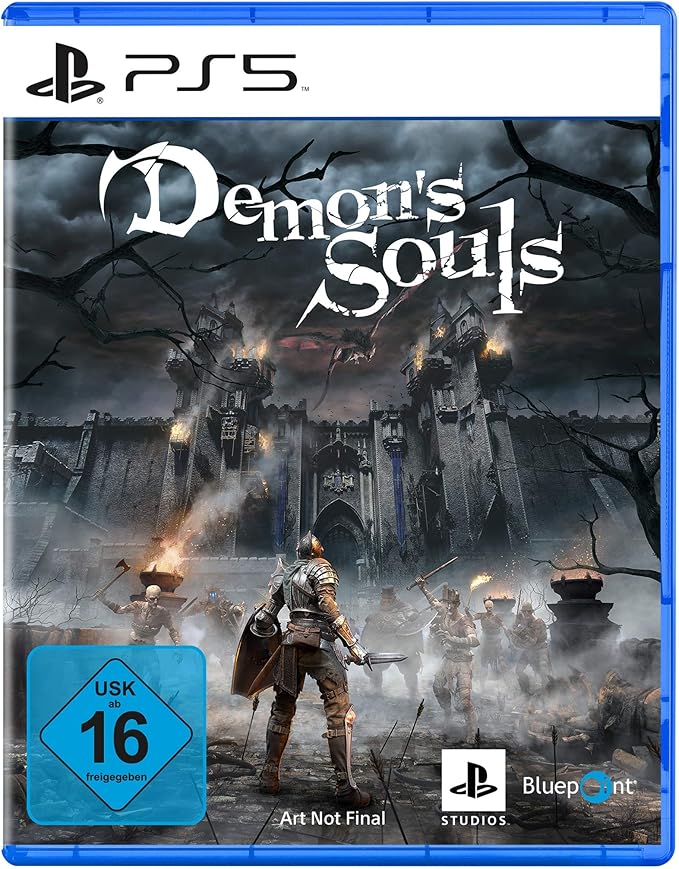 PS5
Demon's
Souls
USK
ab
16
freigegeben
Art Not Final
STUDIOS
Bluepoint